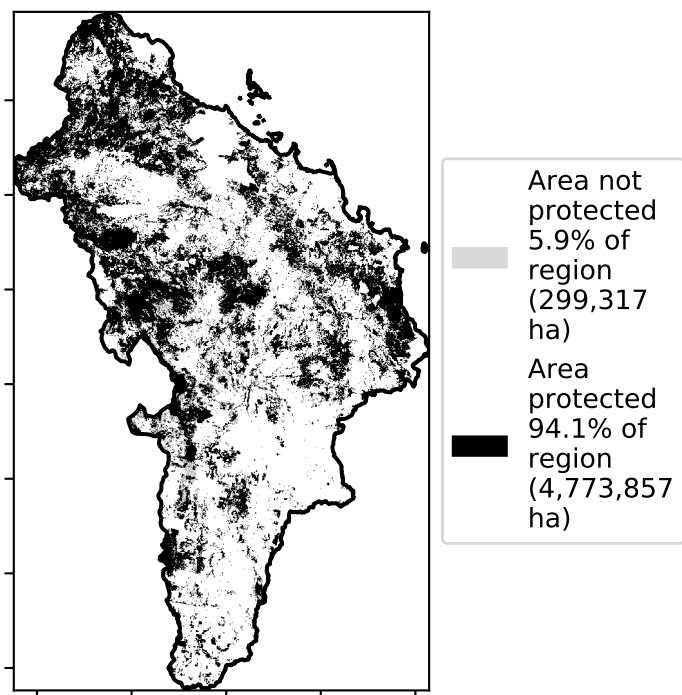 Area not
protected
5.9% of
region
(299,317
ha)
Area
protected
94.1% of
region
(4,773,857
ha)